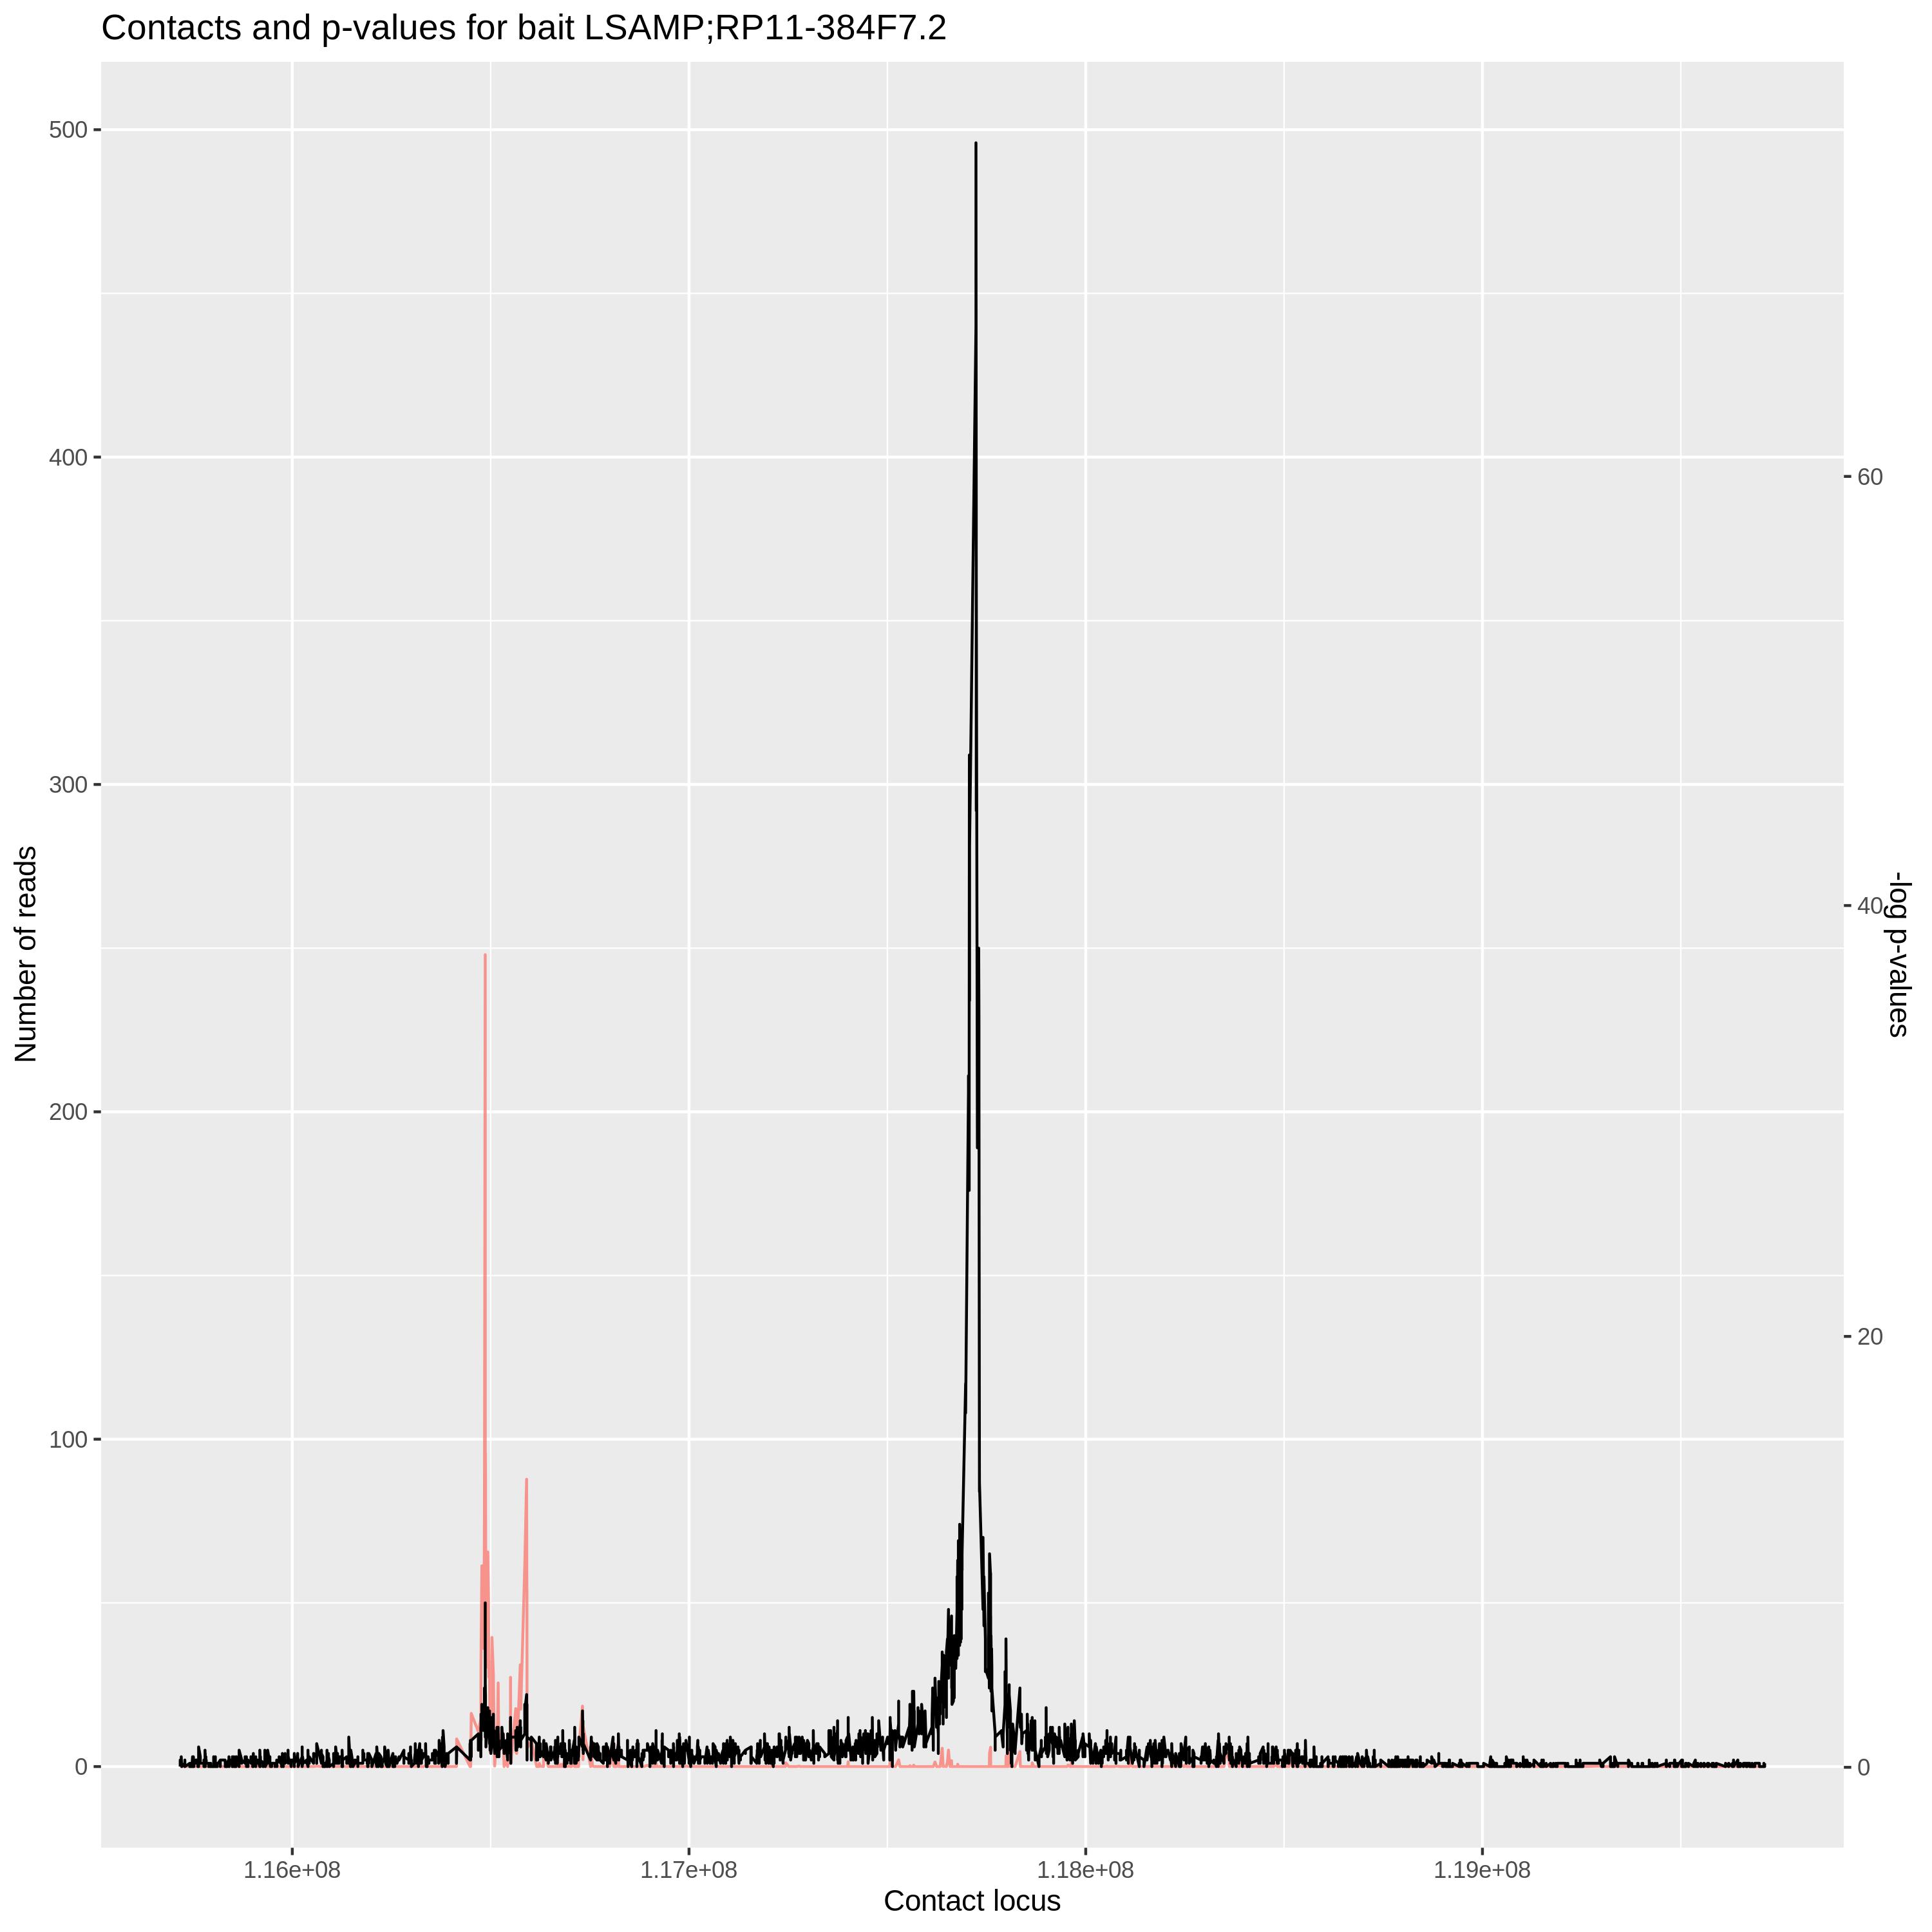 Contacts and p-values for bait LSAMP;RP11-384F7.2
500
400
300
200
100
0
Number of reads
60
40
20
0
-log p-values
1.16e+08
1.17e+08
1.18e+08
1.19e+08
Contact locus